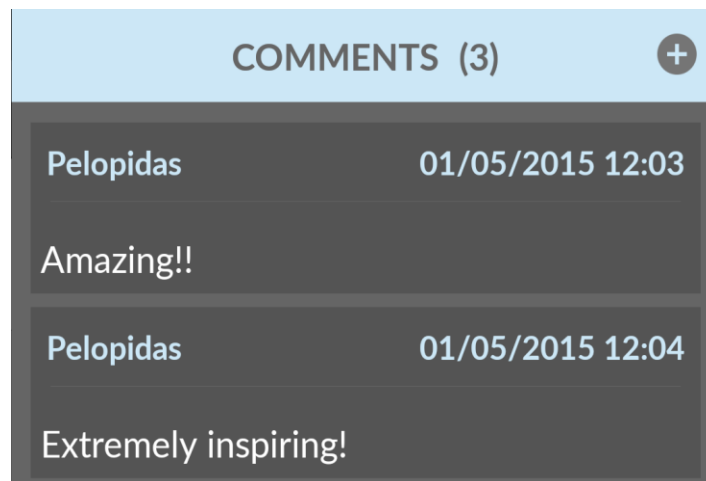 COMMENTS (3)
Pelopidas 01/05/2015 12:03
Amazing!!
Pelopidas 01/05/2015 12:04
Extremely inspiring!